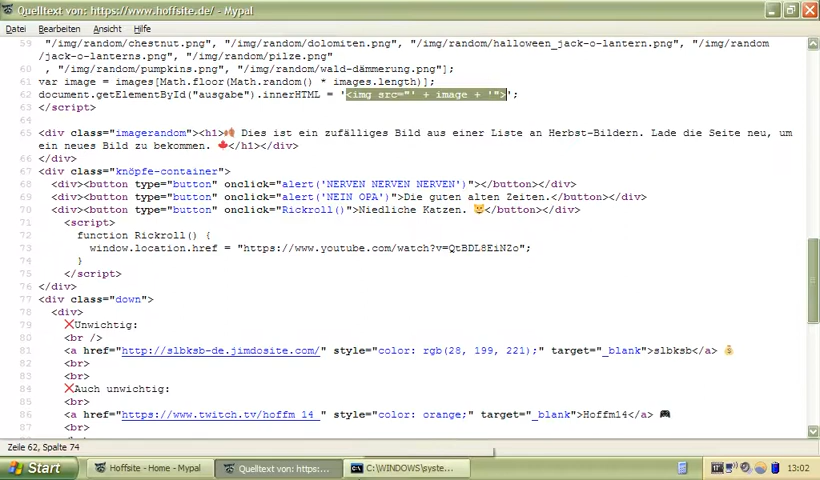 Quelltext von: https://www.hoffsite.de/ - Mypal
Datei Bearbeiten Ansicht Hilfe
59 "/img/random/chestnut.png", "/img/random/dolomiten.png", "/img/random/halloween_jack-o-lantern.png", "/img/random
/jack-o-lanterns.png", "/img/random/pilze.png"
60 , "/img/random/pumpkins.png", "/img/random/wald-dämmerung.png"];
61 var image = images[Math.floor(Math.random() * images.length)];
62 document.getElementById("ausgabe").innerHTML = '<img src="' + image + '">';
63 </script>
64
65 <div class="imagerandom"><h1>🍂 Dies ist ein zufälliges Bild aus einer Liste an Herbst-Bildern. Lade die Seite neu, um
ein neues Bild zu bekommen. 🍁</h1></div>
66 </div>
67 <div class="knöpfe-container">
68 <div><button type="button" onclick="alert('NERVEN NERVEN NERVEN')"></button></div>
69 <div><button type="button" onclick="alert('NEIN OPA')">Die guten alten Zeiten.</button></div>
70 <div><button type="button" onclick="Rickroll()">Niedliche Katzen. 😺</button></div>
71 <script>
72 function Rickroll() {
73 window.location.href = "https://www.youtube.com/watch?v=QtBDL8EiNZo";
74 }
75 </script>
76 </div>
77 <div class="down">
78 <div>
79 ❌Unwichtig:
80 <br />
81 <a href="http://slbksb-de.jimdosite.com/" style="color: rgb(28, 199, 221);" target="_blank">slbksb</a> 💰
82 <br>
83 <br>
84 ❌Auch unwichtig:
85 <br>
86 <a href="https://www.twitch.tv/hoffm_14_" style="color: orange;" target="_blank">Hoffm14</a> 🎮
87 <br>
Zeile 62, Spalte 74
Start Hoffsite - Home - Mypal Quelltext von: https:... C:\WINDOWS\syste... 13:02